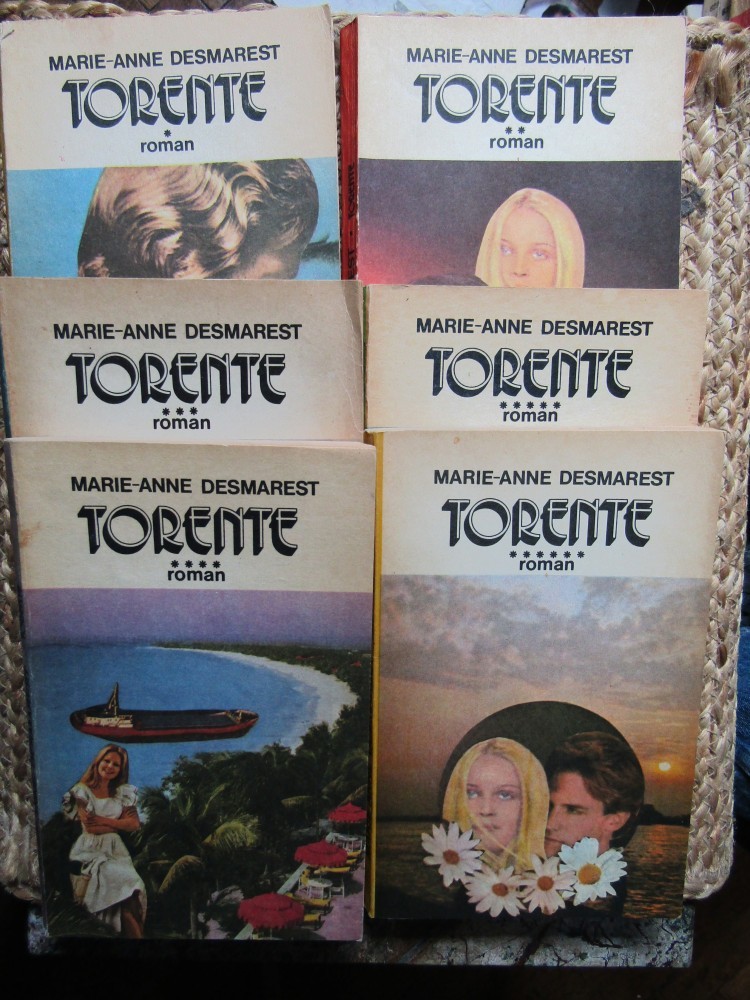 MARIE-ANNE DESMAREST
TORENTE
*
roman
MARIE-ANNE DESMAREST
TORENTE
**
roman
MARIE-ANNE DESMAREST
TORENTE
***
roman
MARIE-ANNE DESMAREST
TORENTE
*****
roman
MARIE-ANNE DESMAREST
TORENTE
****
roman
MARIE-ANNE DESMAREST
TORENTE
******
roman